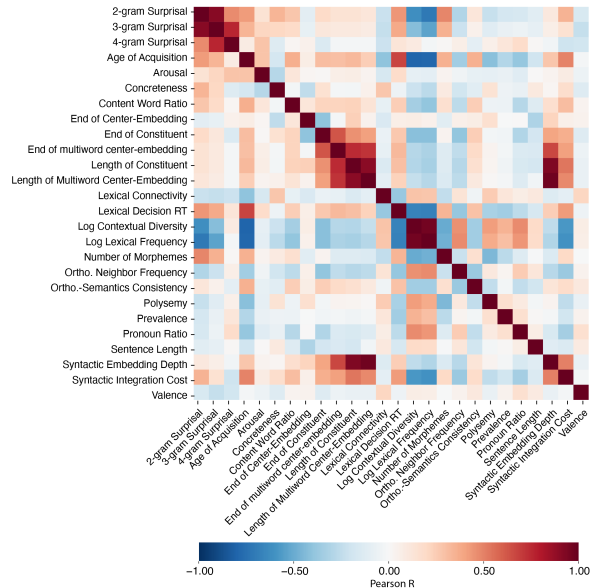 2-gram Surprisal
3-gram Surprisal
4-gram Surprisal
Age of Acquisition
Arousal
Concreteness
Content Word Ratio
End of Center-Embedding
End of Constituent
End of multiword center-embedding
Length of Constituent
Length of Multiword Center-Embedding
Lexical Connectivity
Lexical Decision RT
Log Contextual Diversity
Log Lexical Frequency
Number of Morphemes
Ortho. Neighbor Frequency
Ortho.-Semantics Consistency
Polysemy
Prevalence
Pronoun Ratio
Sentence Length
Syntactic Embedding Depth
Syntactic Integration Cost
Valence
2-gram Surprisal
3-gram Surprisal
4-gram Surprisal
Age of Acquisition
Arousal
Concreteness
Content Word Ratio
End of Center-Embedding
End of Constituent
End of multiword center-embedding
Length of Constituent
Length of Multiword Center-Embedding
Lexical Connectivity
Lexical Decision RT
Log Contextual Diversity
Log Lexical Frequency
Number of Morphemes
Ortho. Neighbor Frequency
Ortho.-Semantics Consistency
Polysemy
Prevalence
Pronoun Ratio
Sentence Length
Syntactic Embedding Depth
Syntactic Integration Cost
Valence
−1.00 −0.50 0.00 0.50 1.00
Pearson R